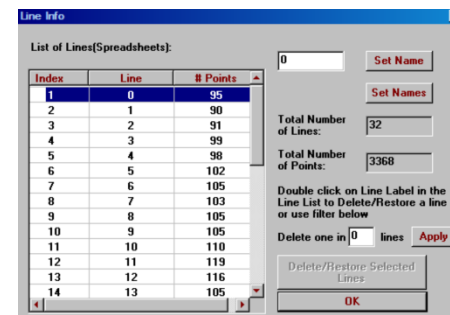 Line Info
List of Lines(Spreadsheets):
Index Line # Points
1 0 95
2 1 90
3 2 91
4 3 99
5 4 98
6 5 102
7 6 105
8 7 103
9 8 105
10 9 105
11 10 110
12 11 119
13 12 116
14 13 105
0 Set Name
Set Names
Total Number
of Lines: 32
Total Number
of Points: 3368
Double click on Line Label in the
Line List to Delete/Restore a line
or use filter below
Delete one in 0 lines Apply
Delete/Restore Selected
Lines
OK